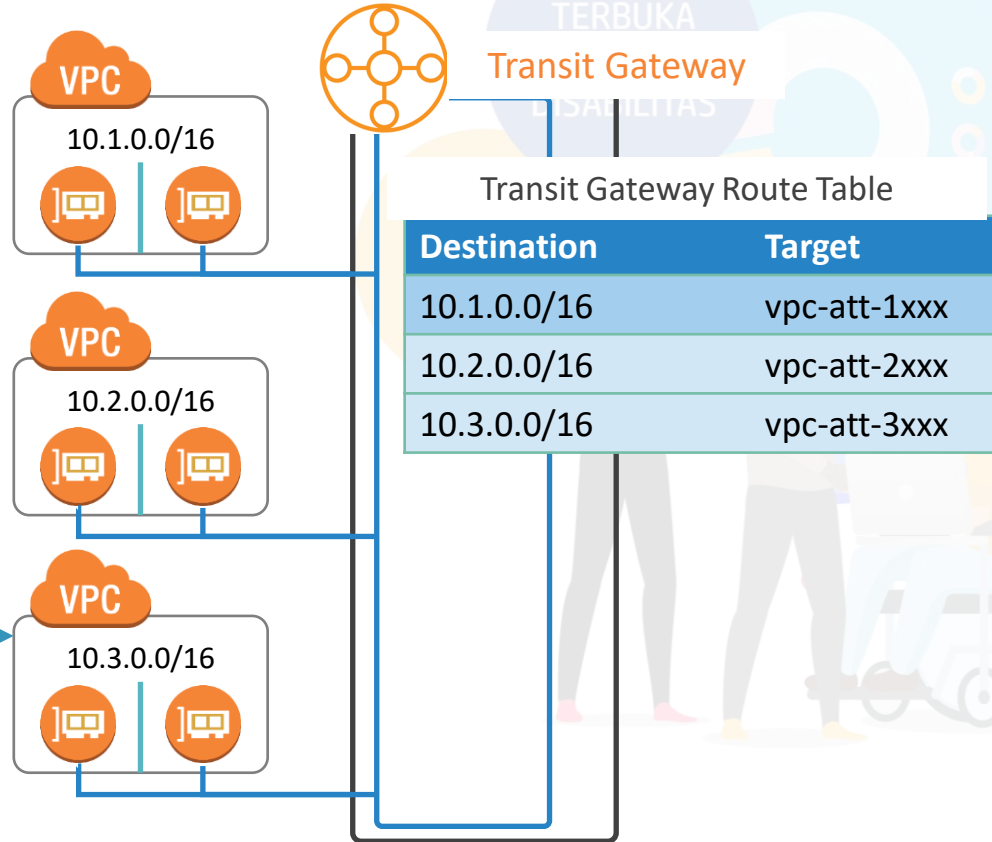 TERBUKA
DISABILITAS
Transit Gateway
VPC
10.1.0.0/16
VPC
10.2.0.0/16
VPC
10.3.0.0/16
Transit Gateway Route Table
Destination Target
10.1.0.0/16 vpc-att-1xxx
10.2.0.0/16 vpc-att-2xxx
10.3.0.0/16 vpc-att-3xxx